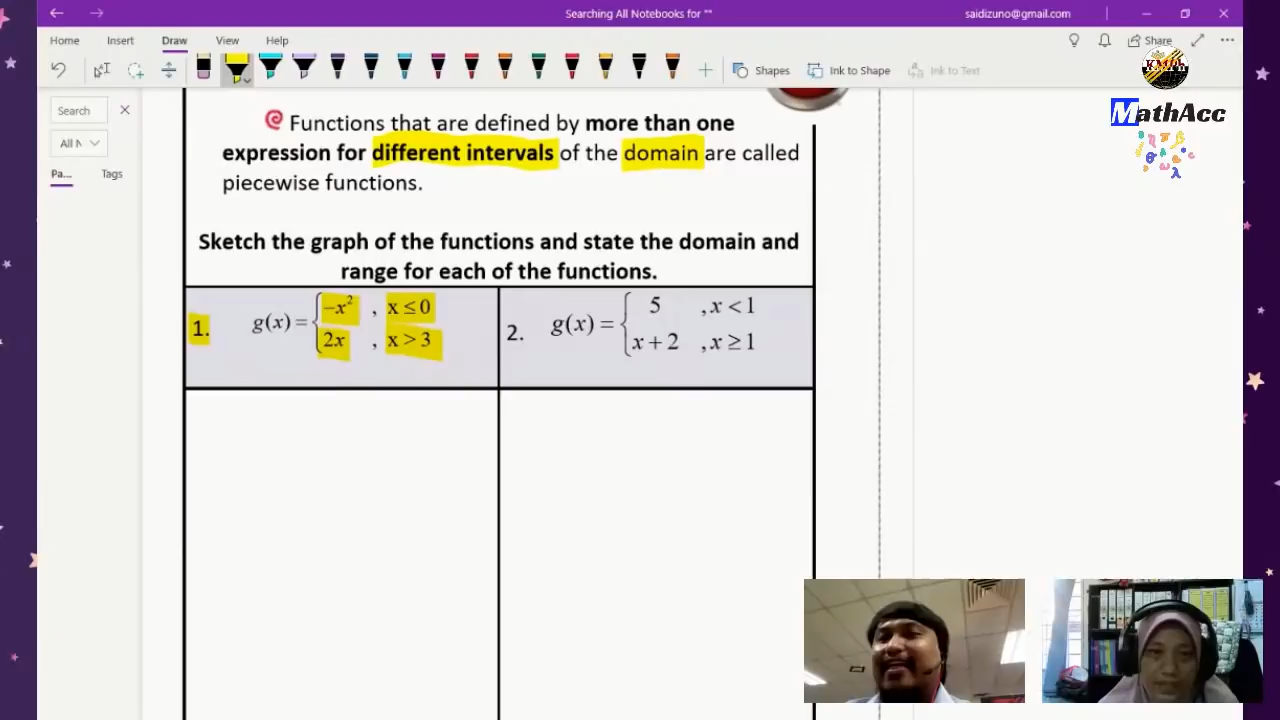 Searching All Notebooks for ""
saidizuno@gmail.com
Home Insert Draw View Help
Share
Shapes
Ink to Shape
Ink to Text
Search
All N
Pa...
Tags
KMPk
MathAcc
Functions that are defined by more than one
expression for different intervals of the domain are called
piecewise functions.
Sketch the graph of the functions and state the domain and
range for each of the functions.
1. g(x) = { -x² , x ≤ 0
2x , x > 3
2. g(x) = { 5 , x < 1
x + 2 , x ≥ 1